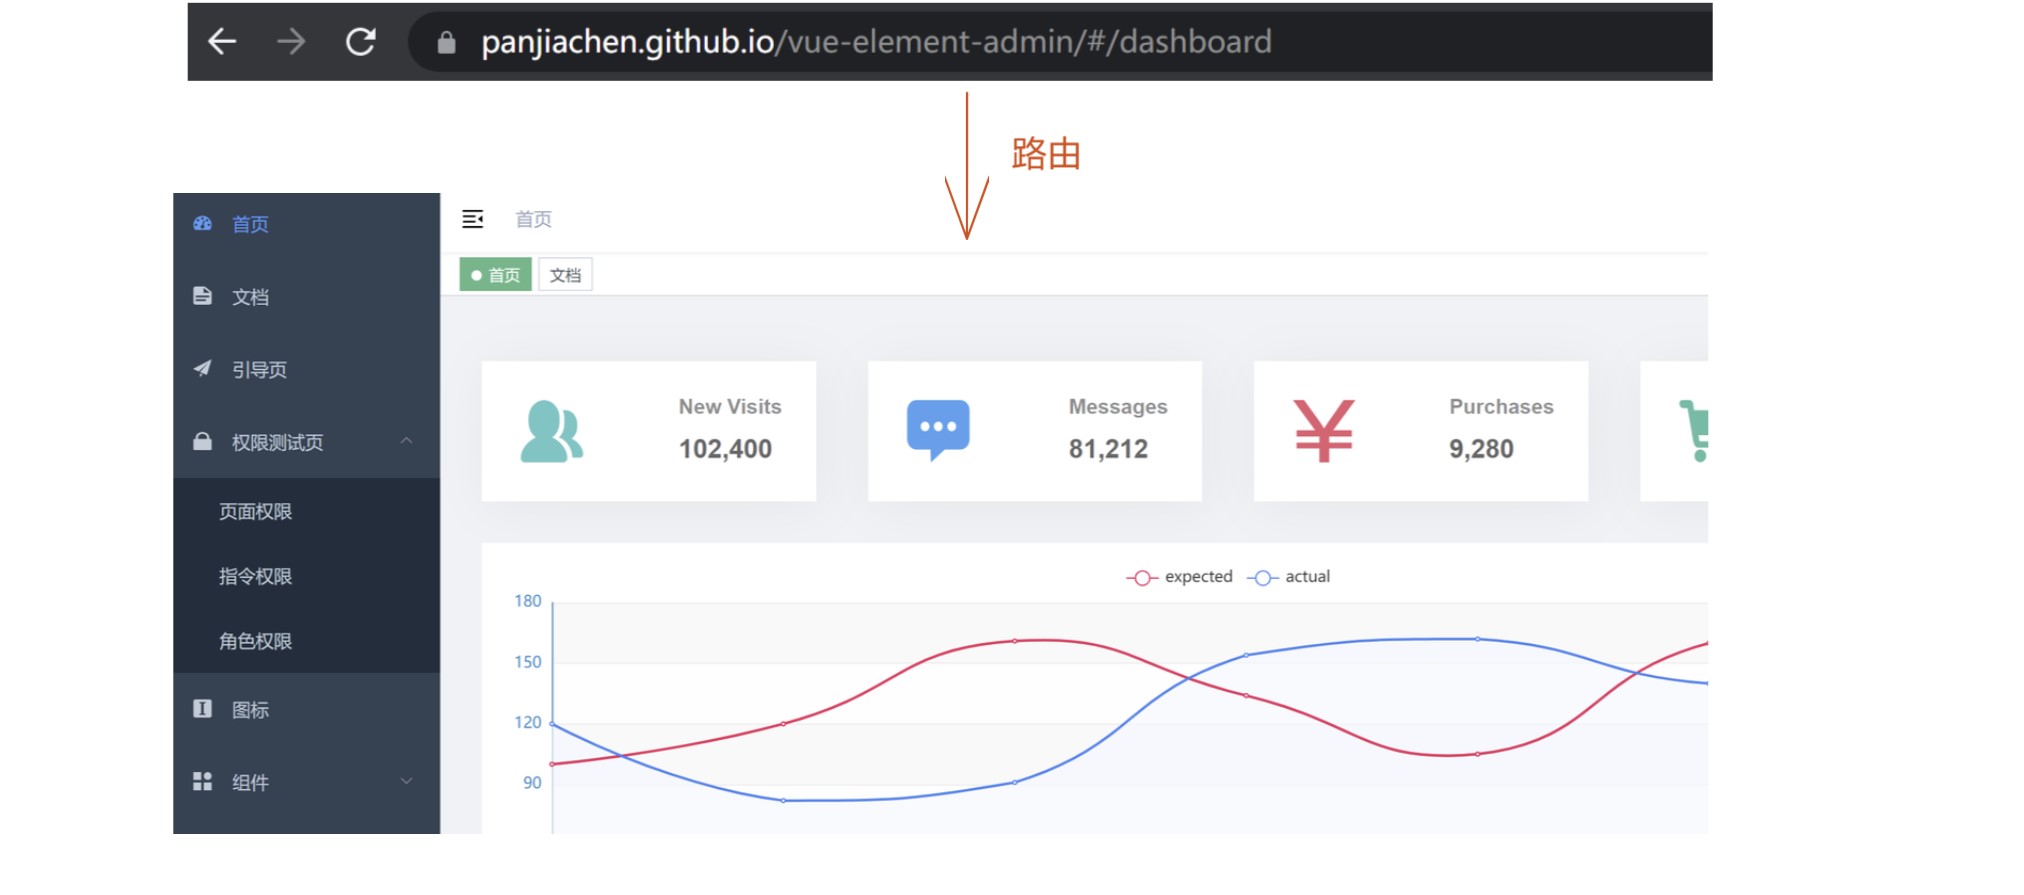 panjiachen.github.io/vue-element-admin/#/dashboard
路由
首页
文档
引导页
权限测试页
页面权限
指令权限
角色权限
图标
组件
首页
首页
文档
New Visits
102,400
Messages
81,212
Purchases
9,280
expected
actual
180
150
120
90